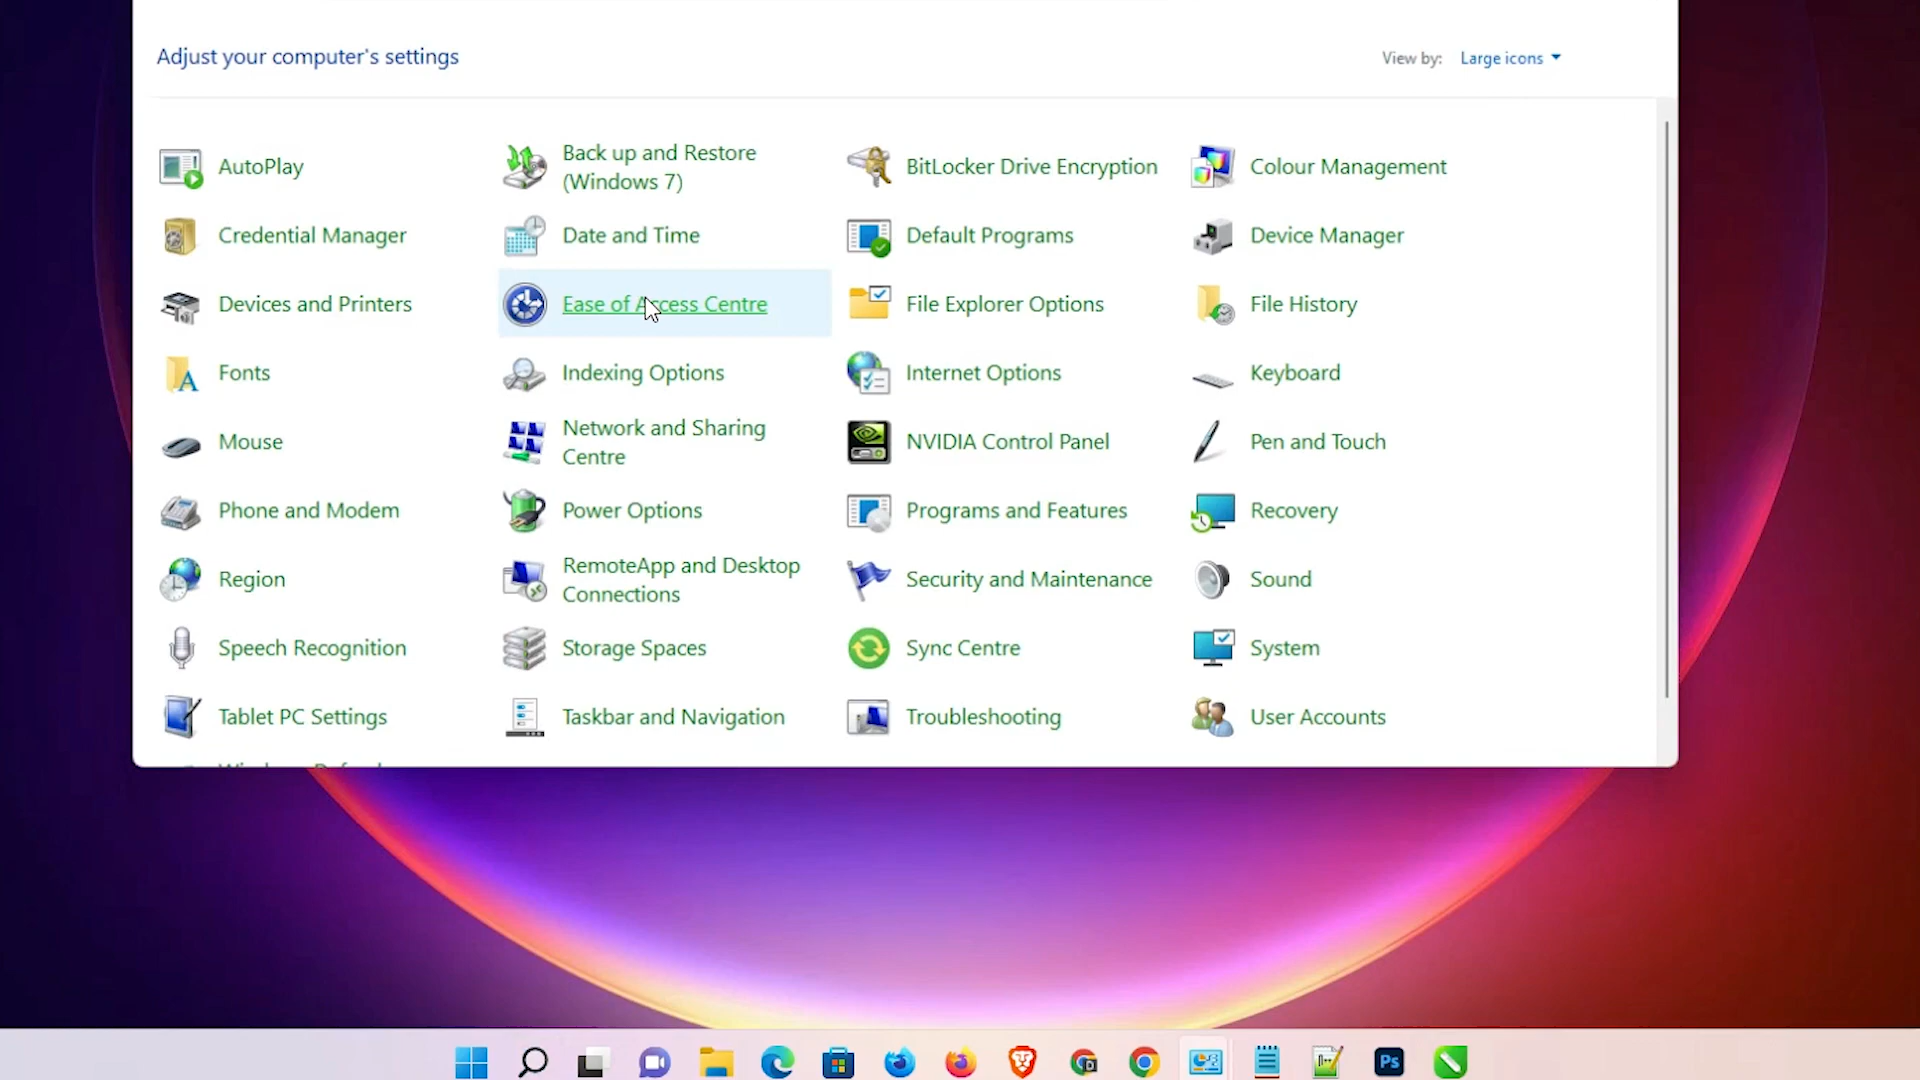 Adjust your computer's settings
View by: Large icons
AutoPlay
Back up and Restore
(Windows 7)
BitLocker Drive Encryption
Colour Management
Credential Manager
Date and Time
Default Programs
Device Manager
Devices and Printers
Ease of Access Centre
File Explorer Options
File History
Fonts
Indexing Options
Internet Options
Keyboard
Mouse
Network and Sharing
Centre
NVIDIA Control Panel
Pen and Touch
Phone and Modem
Power Options
Programs and Features
Recovery
Region
RemoteApp and Desktop
Connections
Security and Maintenance
Sound
Speech Recognition
Storage Spaces
Sync Centre
System
Tablet PC Settings
Taskbar and Navigation
Troubleshooting
User Accounts
Ps